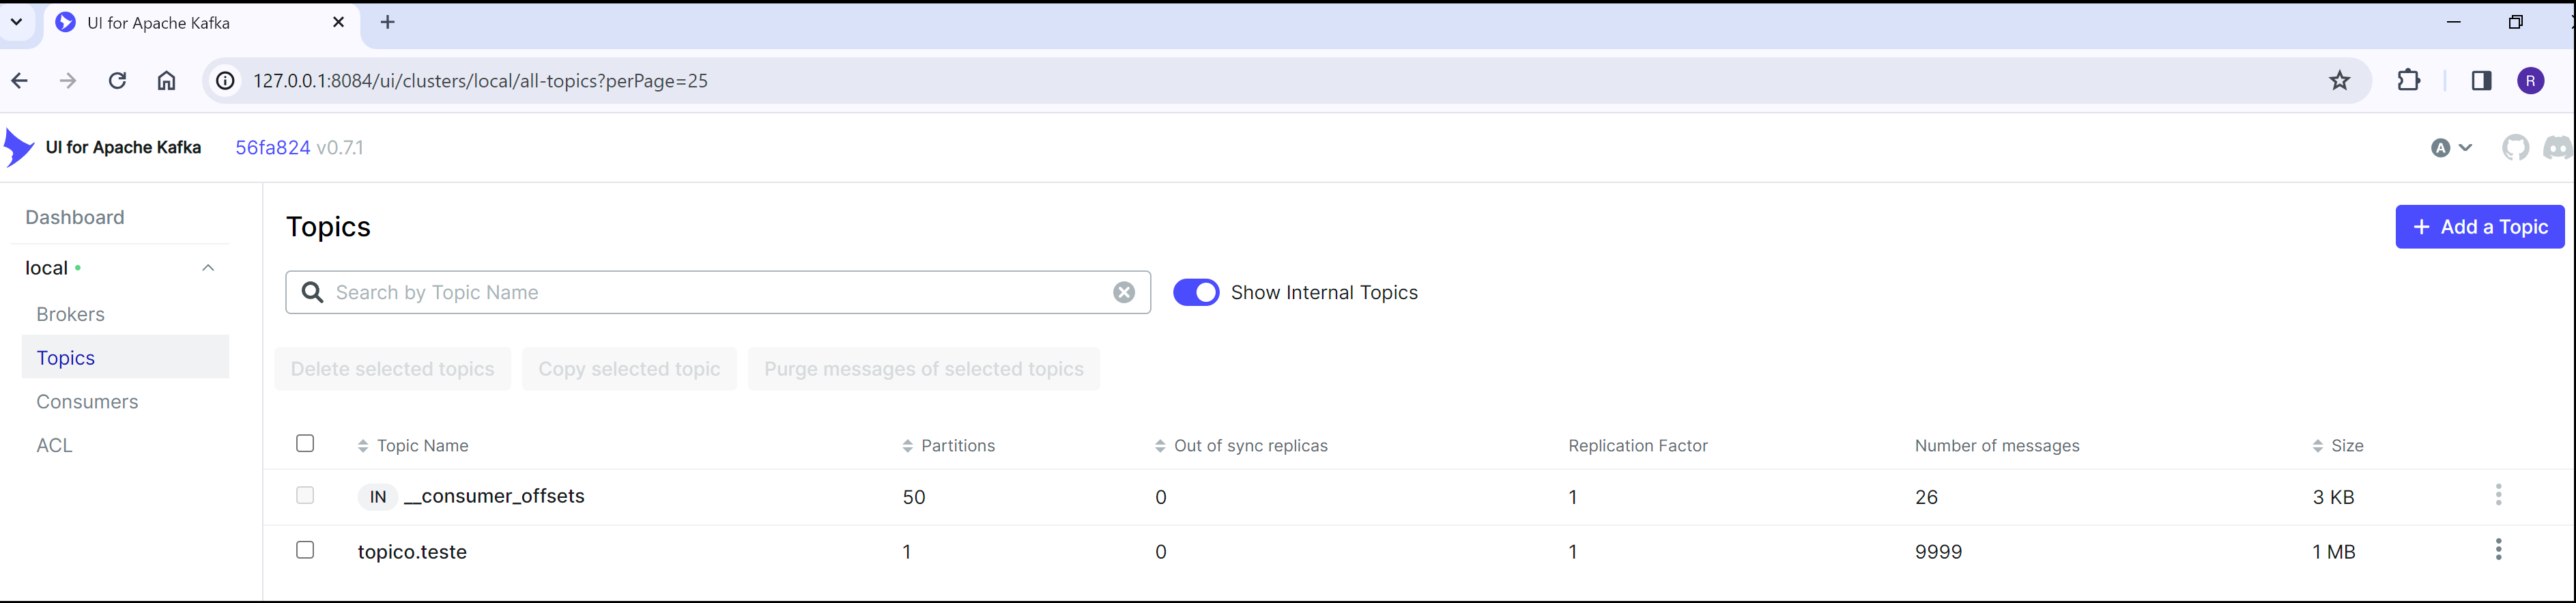 UI for Apache Kafka
127.0.0.1:8084/ui/clusters/local/all-topics?perPage=25
R
UI for Apache Kafka 56fa824 v0.7.1
A
Dashboard
local
Brokers
Topics
Consumers
ACL
Topics
Add a Topic
Search by Topic Name
Show Internal Topics
Delete selected topics Copy selected topic Purge messages of selected topics
Topic Name Partitions Out of sync replicas Replication Factor Number of messages Size
IN __consumer_offsets 50 0 1 26 3 KB
topico.teste 1 0 1 9999 1 MB